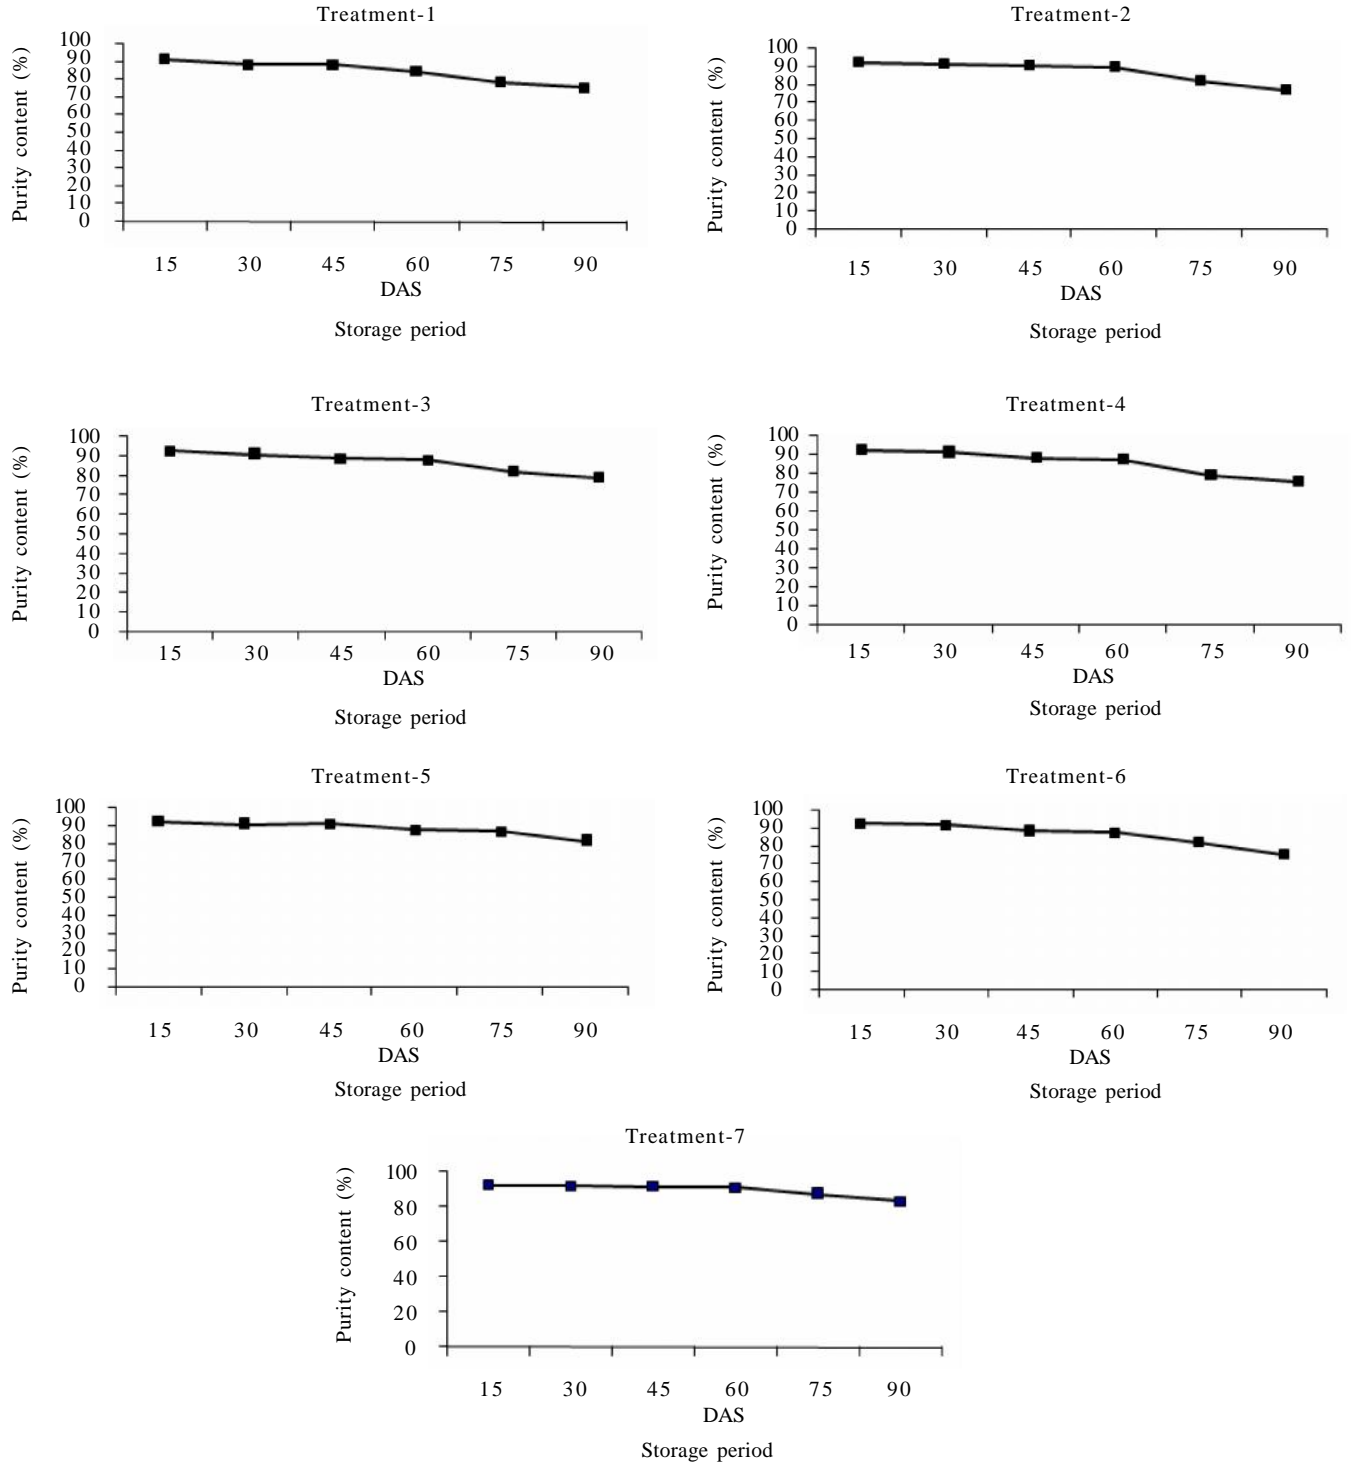 Treatment-1
Purity content (%)
100
90
80
70
60
50
40
30
20
10
0
15 30 45 60 75 90
DAS
Storage period
Treatment-2
Purity content (%)
100
90
80
70
60
50
40
30
20
10
0
15 30 45 60 75 90
DAS
Storage period
Treatment-3
Purity content (%)
100
90
80
70
60
50
40
30
20
10
0
15 30 45 60 75 90
DAS
Storage period
Treatment-4
Purity content (%)
100
90
80
70
60
50
40
30
20
10
0
15 30 45 60 75 90
DAS
Storage period
Treatment-5
Purity content (%)
100
90
80
70
60
50
40
30
20
10
0
15 30 45 60 75 90
DAS
Storage period
Treatment-6
Purity content (%)
100
90
80
70
60
50
40
30
20
10
0
15 30 45 60 75 90
DAS
Storage period
Treatment-7
Purity content (%)
100
80
60
40
20
0
15 30 45 60 75 90
DAS
Storage period